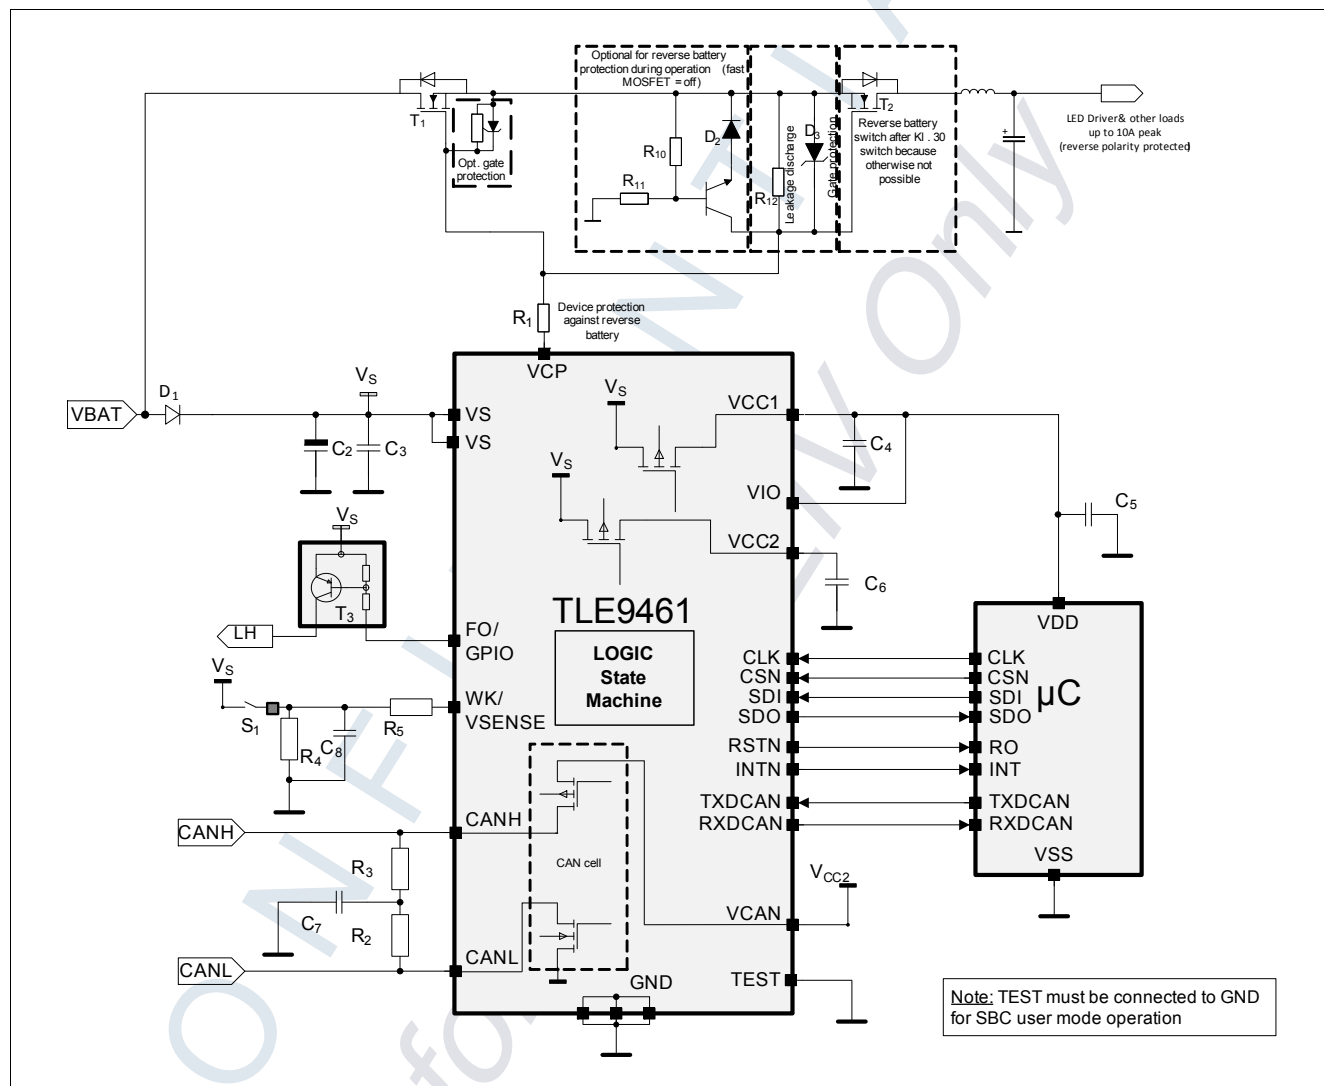 Optional for reverse battery
protection during operation (fast
MOSFET = off)
T1
Opt. gate
protection
R10
D2
R11
R12
Leakage discharge
D3
Gate protection
T2
Reverse battery
switch after Kl . 30
switch because
otherwise not
possible
+
LED Driver& other loads
up to 10A peak
(reverse polarity protected)
R1
Device protection
against reverse
battery
VCP
VBAT
D1
VS
C2
C3
VS
VS
VS
VS
VCC1
C4
VIO
VCC2
C6
C5
VS
T3
LH
FO/
GPIO
TLE9461
LOGIC
State
Machine
VS
S1
R4
C8
R5
WK/
VSENSE
CLK
CSN
SDI
SDO
RSTN
INTN
TXDCAN
RXDCAN
VDD
CLK
CSN
SDI
SDO
RO
INT
TXDCAN
RXDCAN
µC
VSS
CANH
CANH
R3
C7
R2
CANL
CANL
CAN cell
VCC2
VCAN
TEST
GND
Note: TEST must be connected to GND
for SBC user mode operation